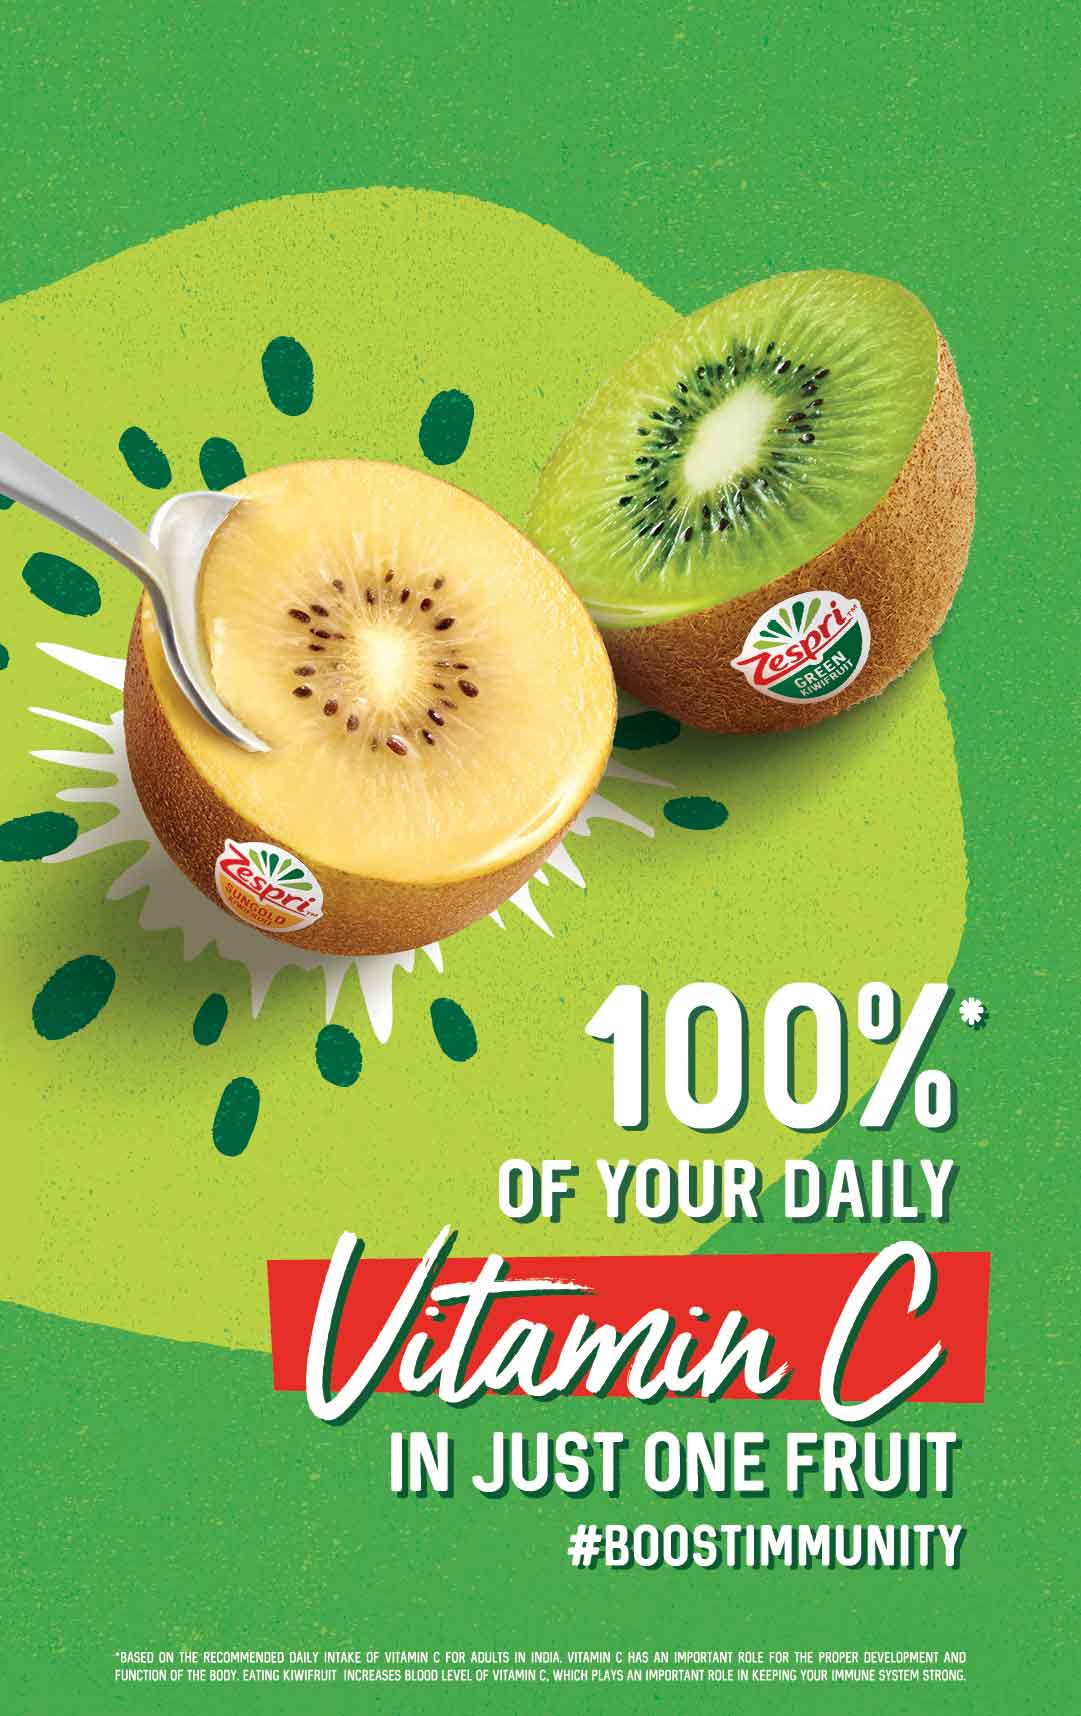 Zespri™
GREEN
KIWIFRUIT
Zespri™
SUNGOLD
KIWIFRUIT
100%*
OF YOUR DAILY
Vitamin C
IN JUST ONE FRUIT
#BOOSTIMMUNITY
*BASED ON THE RECOMMENDED DAILY INTAKE OF VITAMIN C FOR ADULTS IN INDIA. VITAMIN C HAS AN IMPORTANT ROLE FOR THE PROPER DEVELOPMENT AND
FUNCTION OF THE BODY. EATING KIWIFRUIT INCREASES BLOOD LEVEL OF VITAMIN C, WHICH PLAYS AN IMPORTANT ROLE IN KEEPING YOUR IMMUNE SYSTEM STRONG.